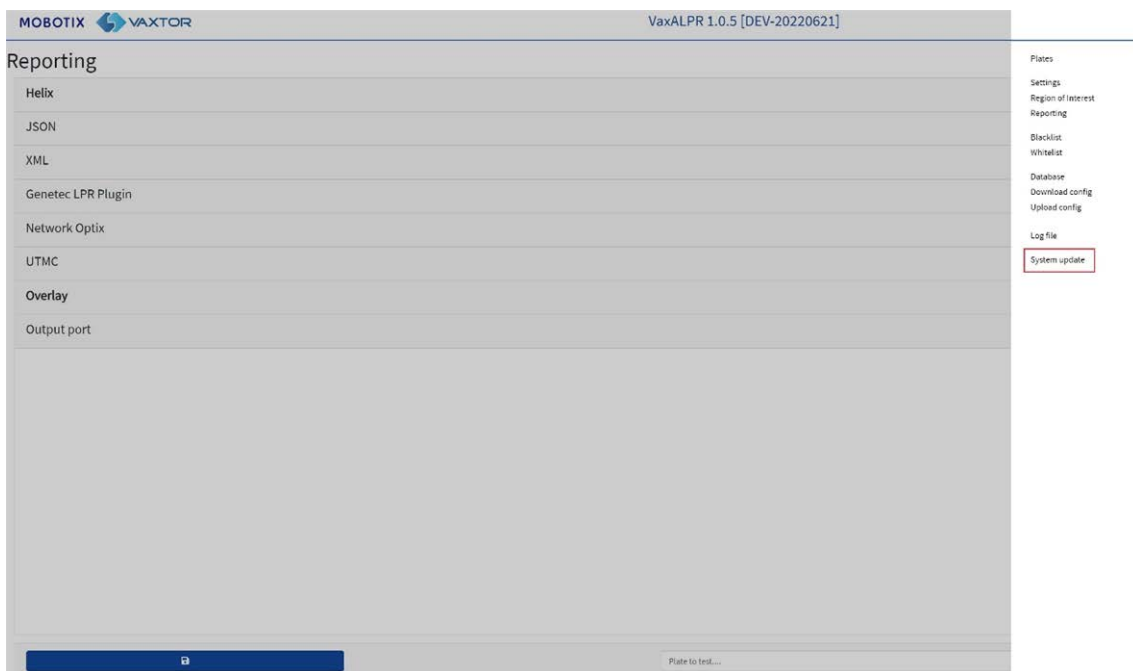 MOBOTIX VAXTOR
VaxALPR 1.0.5 [DEV-20220621]
Reporting
Helix
JSON
XML
Genetec LPR Plugin
Network Optix
UTMC
Overlay
Output port
Plate to test....
Plates
Settings
Region of Interest
Reporting
Blacklist
Whitelist
Database
Download config
Upload config
Log file
System update